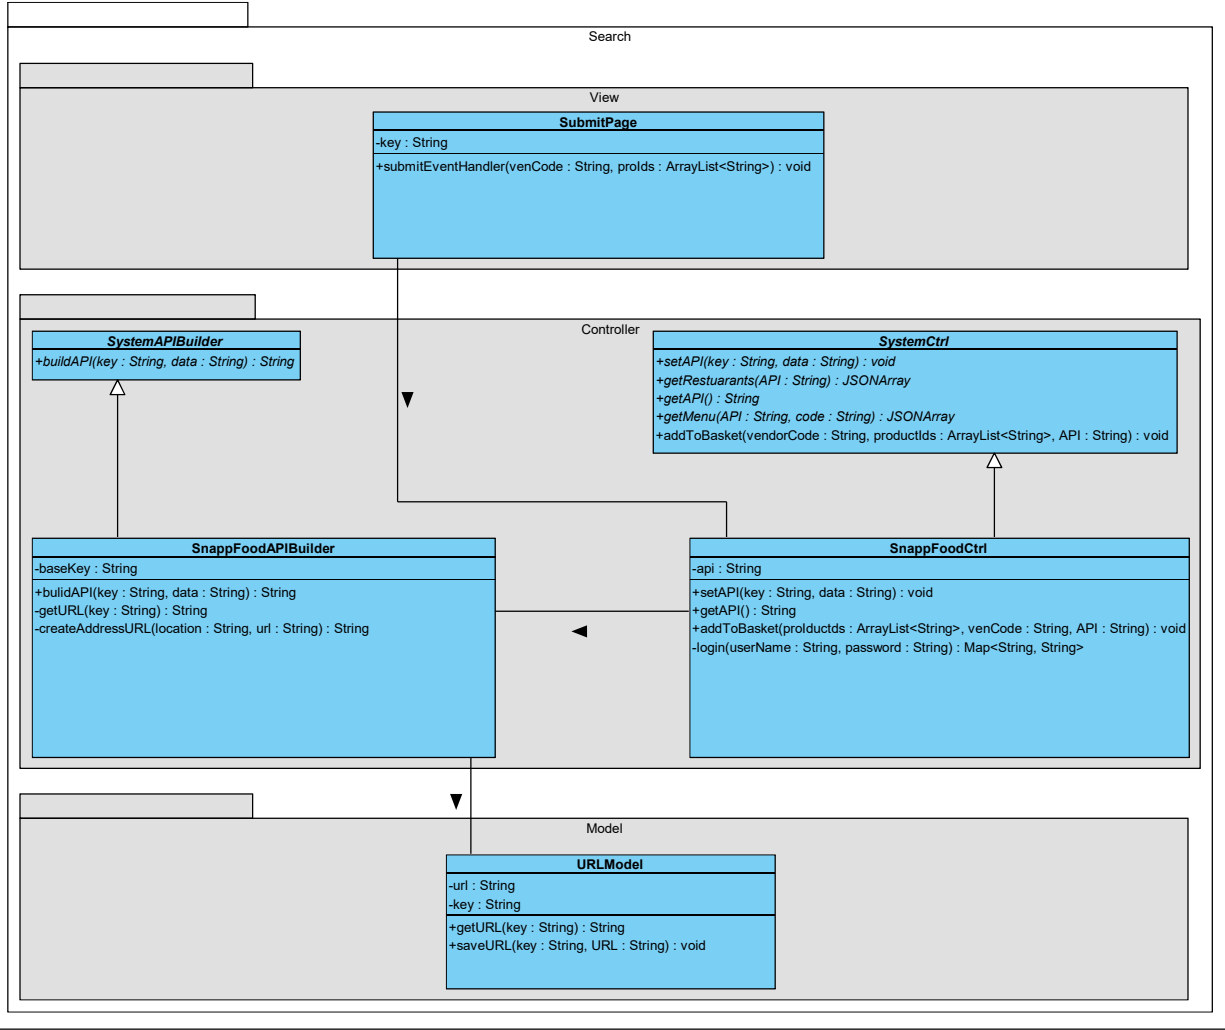 Search
View
SubmitPage
-key : String
+submitEventHandler(venCode : String, proIds : ArrayList<String>) : void
Controller
SystemAPIBuilder
+buildAPI(key : String, data : String) : String
SystemCtrl
+setAPI(key : String, data : String) : void
+getRestuarants(API : String) : JSONArray
+getAPI() : String
+getMenu(API : String, code : String) : JSONArray
+addToBasket(vendorCode : String, productIds : ArrayList<String>, API : String) : void
SnappFoodAPIBuilder
-baseKey : String
+bulidAPI(key : String, data : String) : String
-getURL(key : String) : String
-createAddressURL(location : String, url : String) : String
SnappFoodCtrl
-api : String
+setAPI(key : String, data : String) : void
+getAPI() : String
+addToBasket(proIductds : ArrayList<String>, venCode : String, API : String) : void
-login(userName : String, password : String) : Map<String, String>
Model
URLModel
-url : String
-key : String
+getURL(key : String) : String
+saveURL(key : String, URL : String) : void